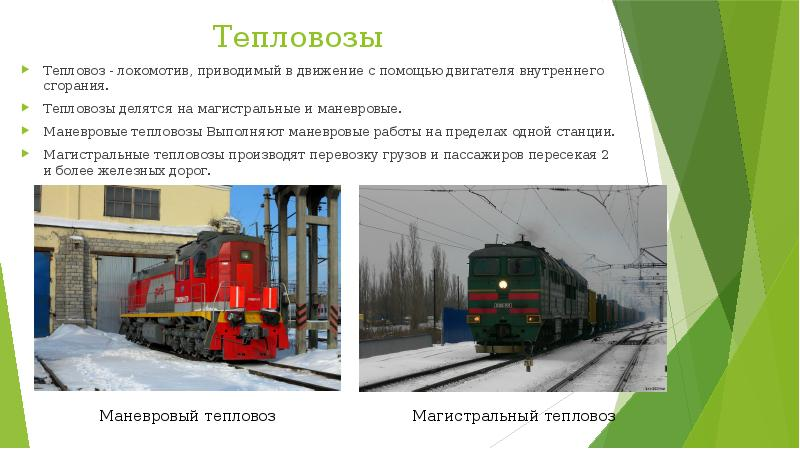 Тепловозы
Тепловоз - локомотив, приводимый в движение с помощью двигателя внутреннего
сгорания.
Тепловозы делятся на магистральные и маневровые.
Маневровые тепловозы Выполняют маневровые работы на пределах одной станции.
Магистральные тепловозы производят перевозку грузов и пассажиров пересекая 2
и более железных дорог.
Маневровый тепловоз
Магистральный тепловоз